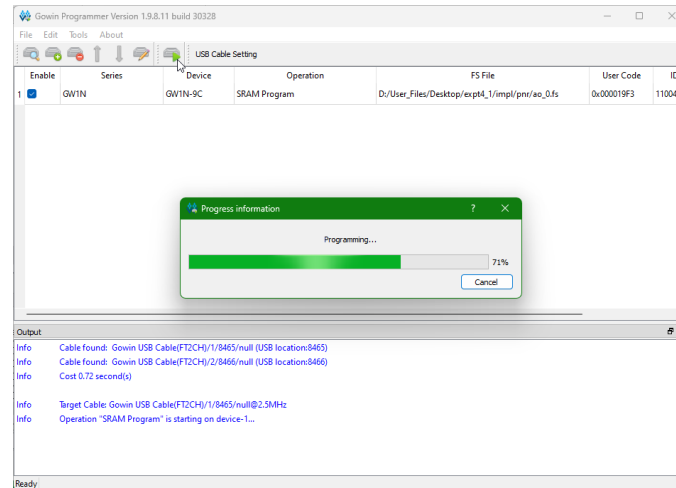 Gowin Programmer Version 1.9.8.11 build 30328
File Edit Tools About
USB Cable Setting
Enable Series Device Operation FS File User Code ID
1 GW1N GW1N-9C SRAM Program D:/User_Files/Desktop/expt4_1/impl/pnr/ao_0.fs 0x000019F3 11004
Progress information ?
Programming...
71%
Cancel
Output
Info Cable found: Gowin USB Cable(FT2CH)/1/8465/null (USB location:8465)
Info Cable found: Gowin USB Cable(FT2CH)/2/8466/null (USB location:8466)
Info Cost 0.72 second(s)
Info Target Cable: Gowin USB Cable(FT2CH)/1/8465/null@2.5MHz
Info Operation "SRAM Program" is starting on device-1...
Ready